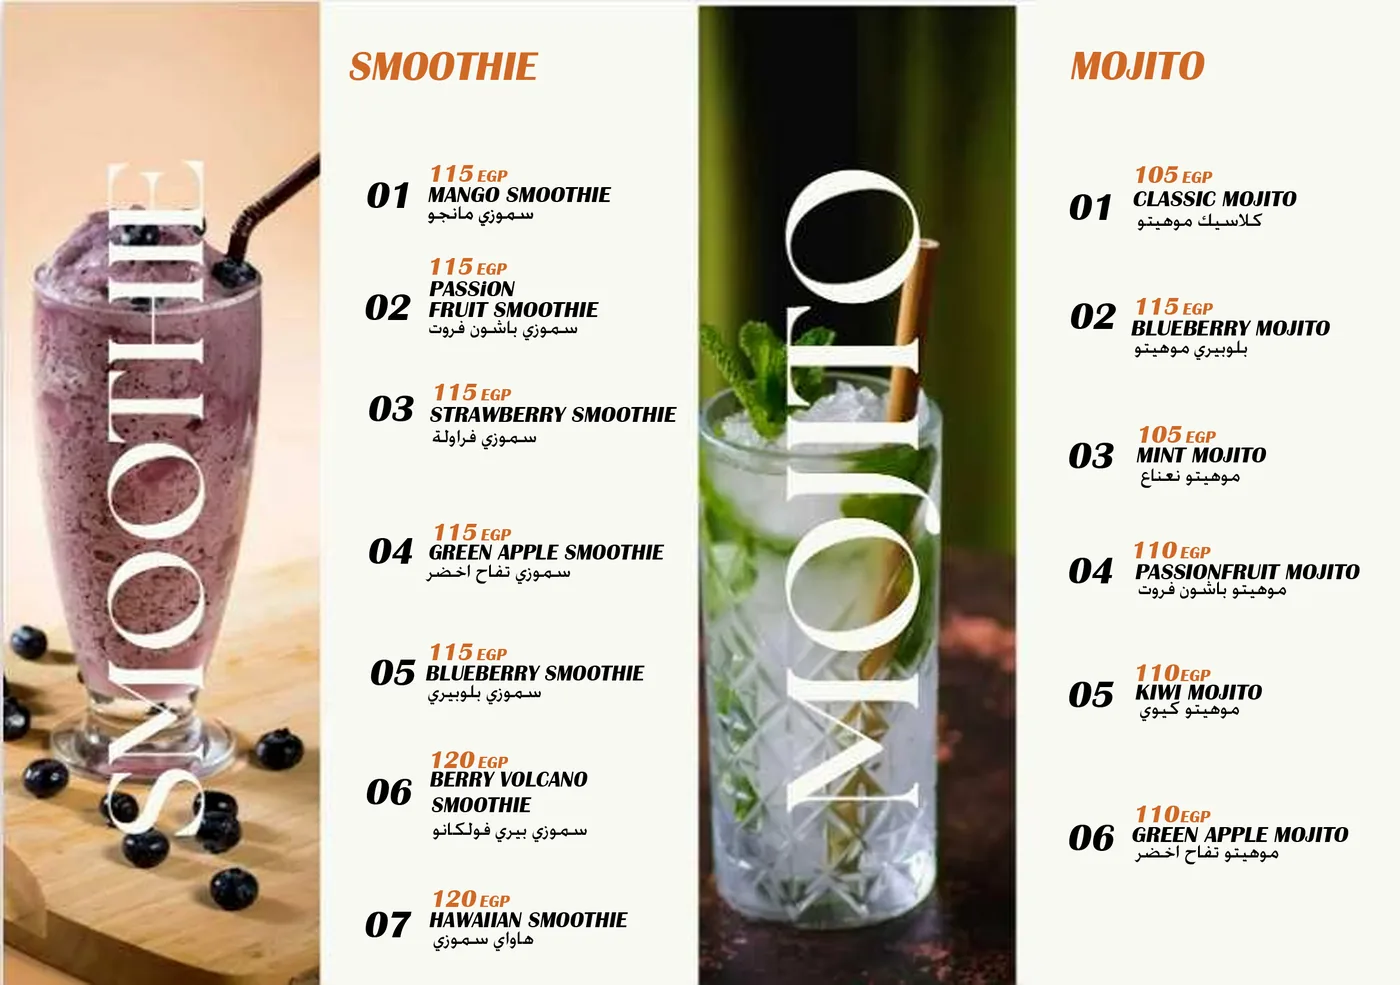 SMOOTHIE
SMOOTHIE
01
115 EGP
MANGO SMOOTHIE
سموزي مانجو
02
115 EGP
PASSiON
FRUIT SMOOTHIE
سموزي باشون فروت
03
115 EGP
STRAWBERRY SMOOTHIE
سموزي فراولة
04
115 EGP
GREEN APPLE SMOOTHIE
سموزي تفاح اخضر
05
115 EGP
BLUEBERRY SMOOTHIE
سموزي بلوبيري
06
120 EGP
BERRY VOLCANO
SMOOTHIE
سموزي بيري فولكانو
07
120 EGP
HAWAIIAN SMOOTHIE
هاواي سموزي
MOJITO
MOJITO
01
105 EGP
CLASSIC MOJITO
كلاسيك موهيتو
02
115 EGP
BLUEBERRY MOJITO
بلوبيري موهيتو
03
105 EGP
MINT MOJITO
موهيتو نعناع
04
110 EGP
PASSIONFRUIT MOJITO
موهيتو باشون فروت
05
110 EGP
KIWI MOJITO
موهيتو كيوي
06
110 EGP
GREEN APPLE MOJITO
موهيتو تفاح اخضر